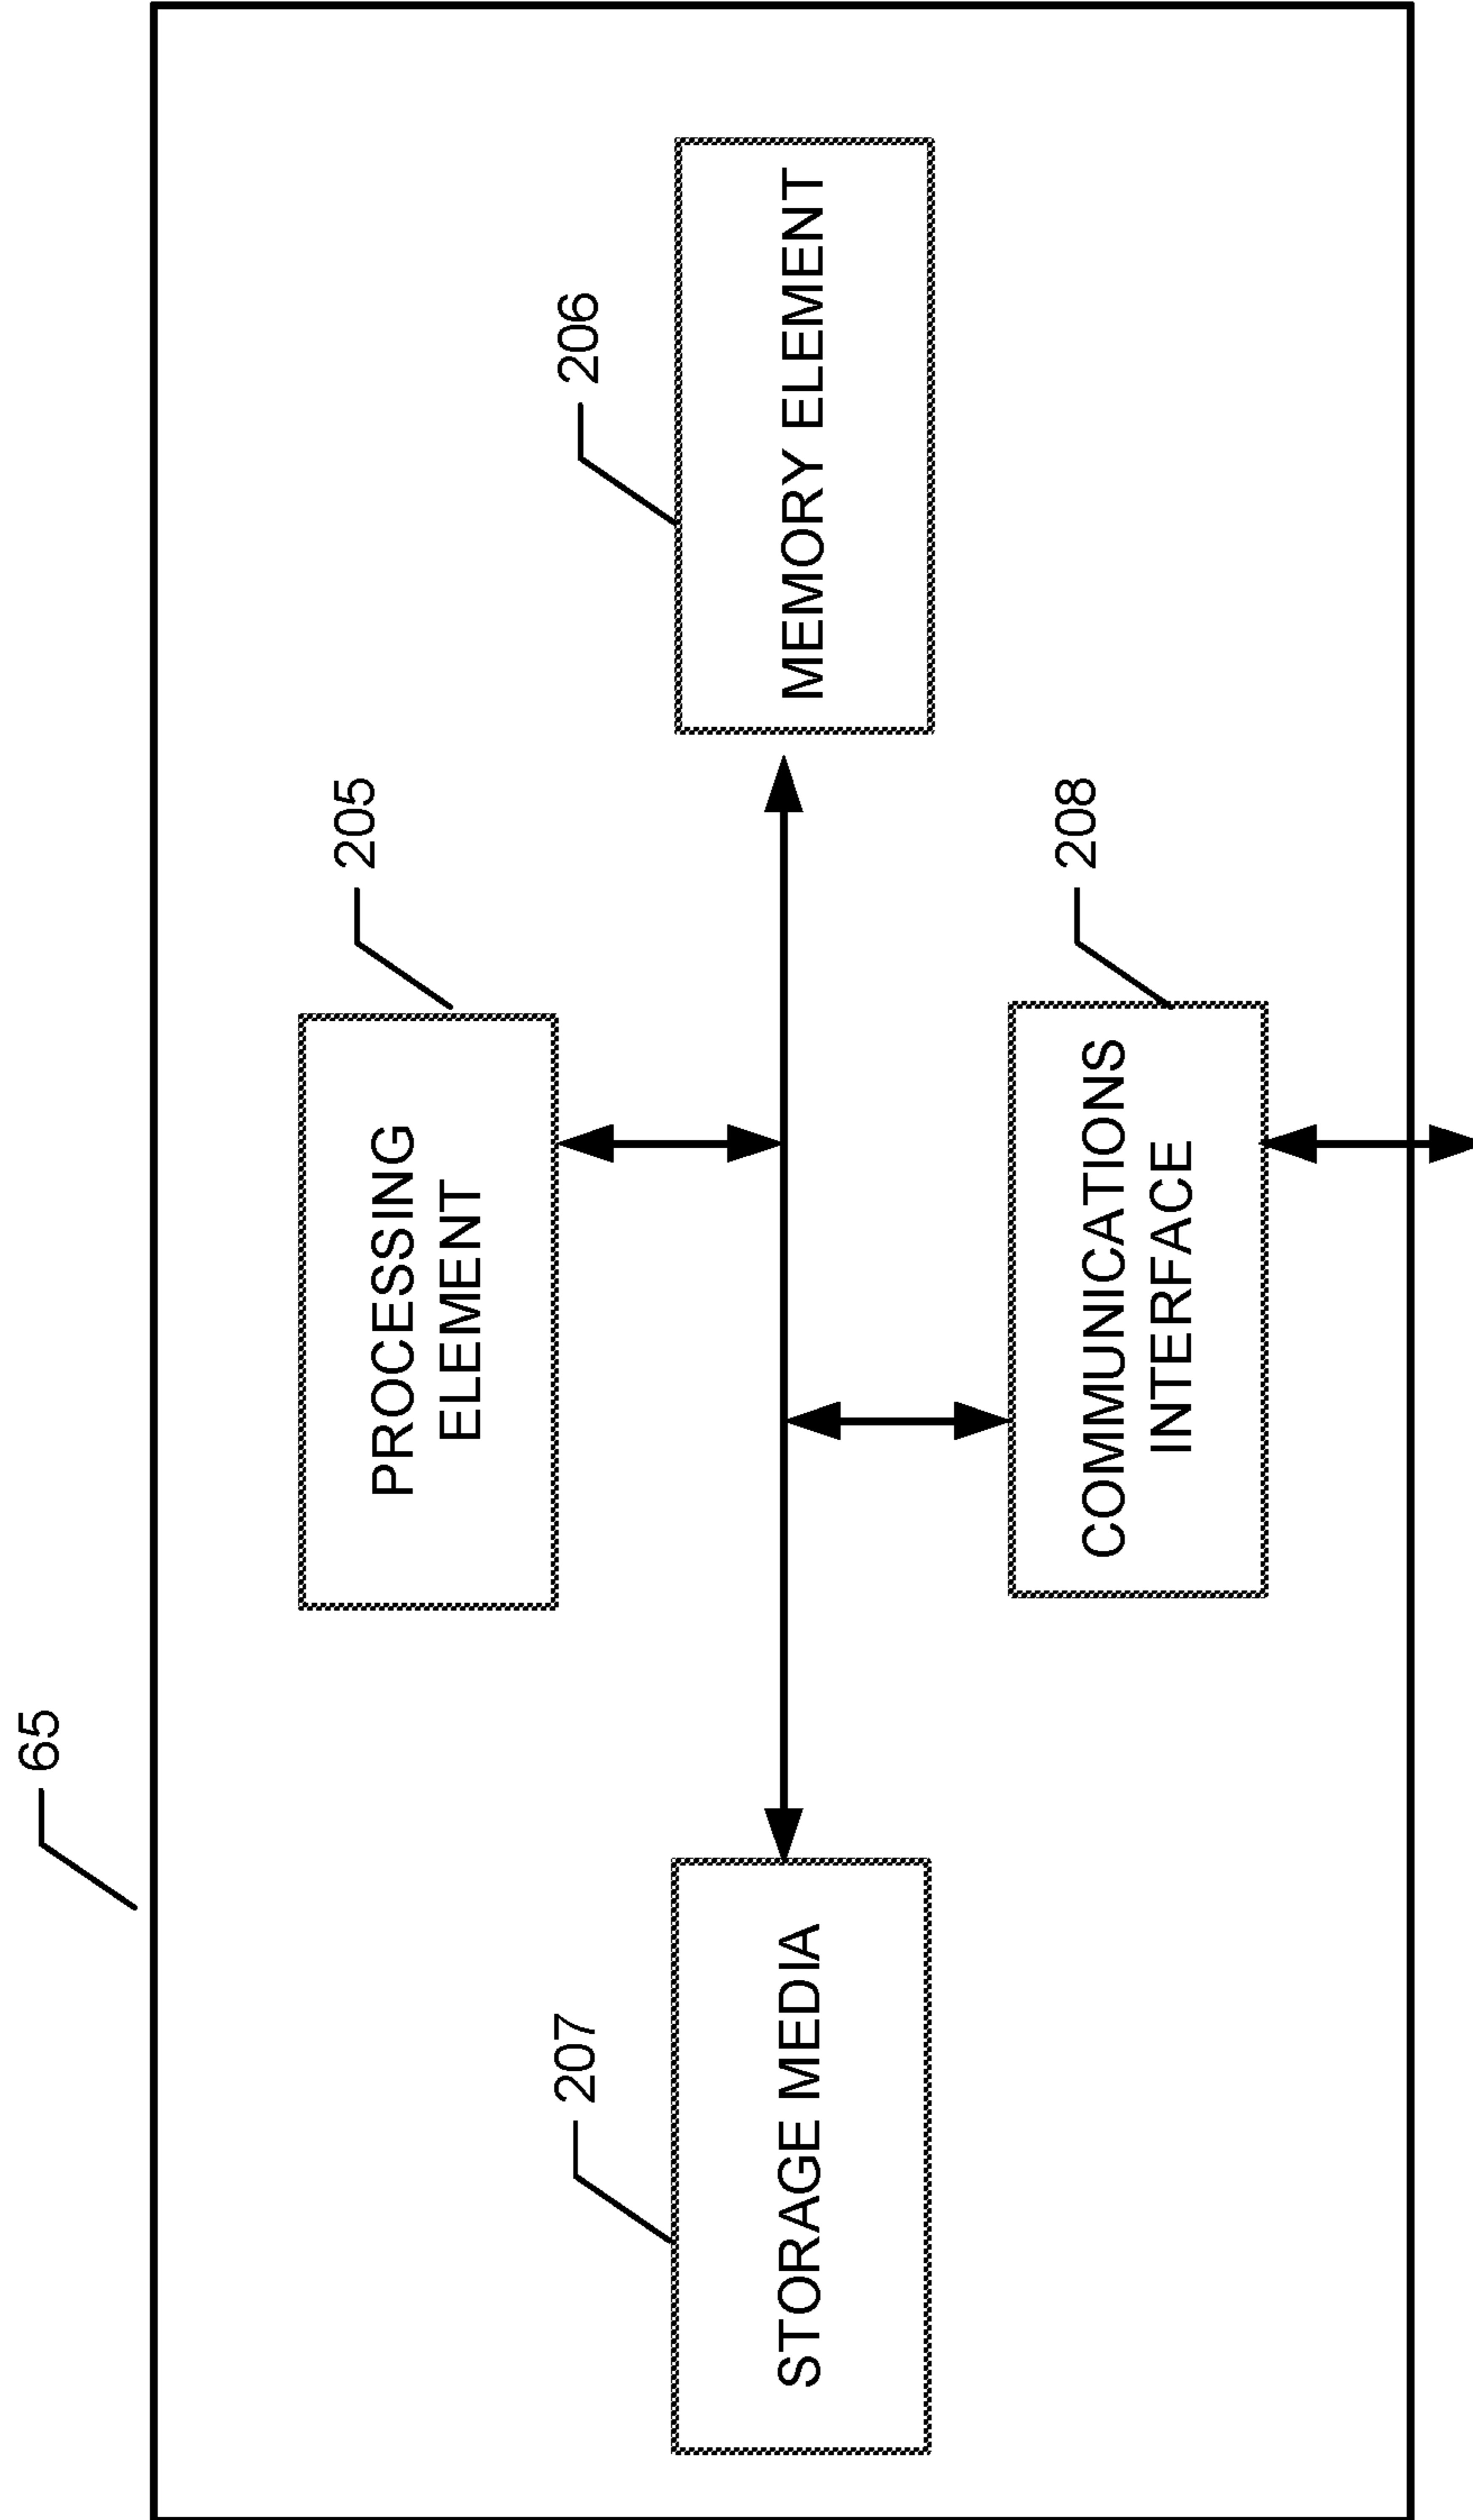 65
205
PROCESSING
ELEMENT
207
STORAGE MEDIA
206
MEMORY ELEMENT
208
COMMUNICATIONS
INTERFACE